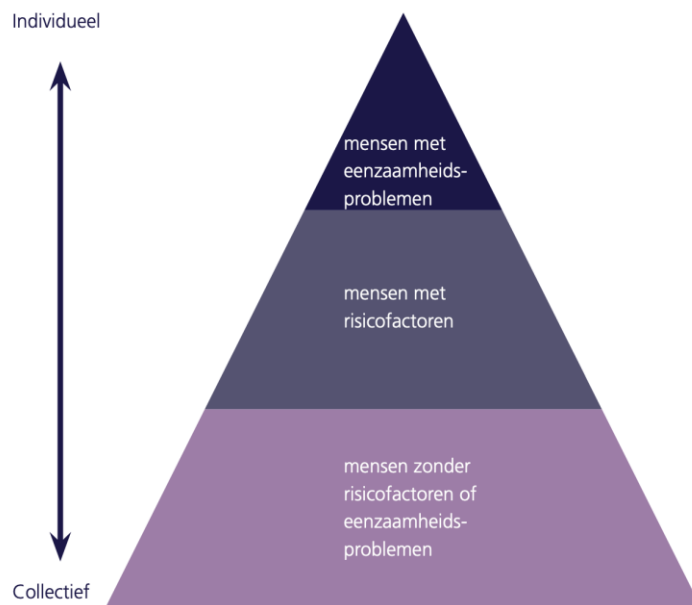 Individueel
mensen met
eenzaamheids-
problemen
mensen met
risicofactoren
mensen zonder
risicofactoren of
eenzaamheids-
problemen
Collectief